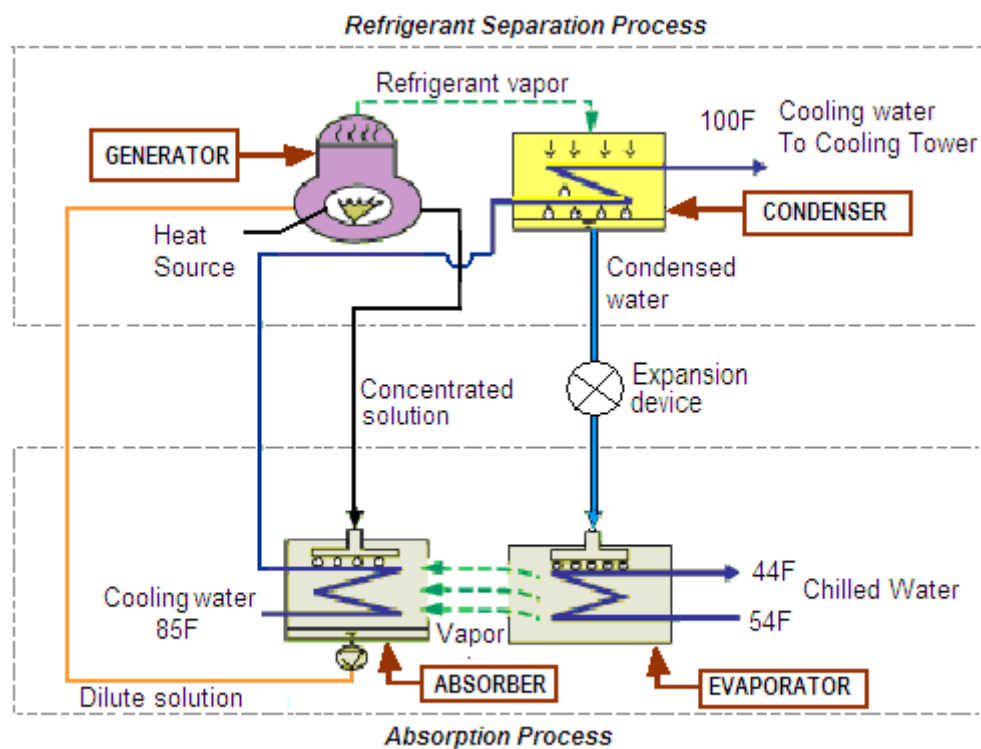 Refrigerant Separation Process
Refrigerant vapor
100F
Cooling water
To Cooling Tower
GENERATOR
CONDENSER
Heat
Source
Condensed
water
Concentrated
solution
Expansion
device
Cooling water
85F
Vapor
44F
Chilled Water
54F
ABSORBER
EVAPORATOR
Dilute solution
Absorption Process